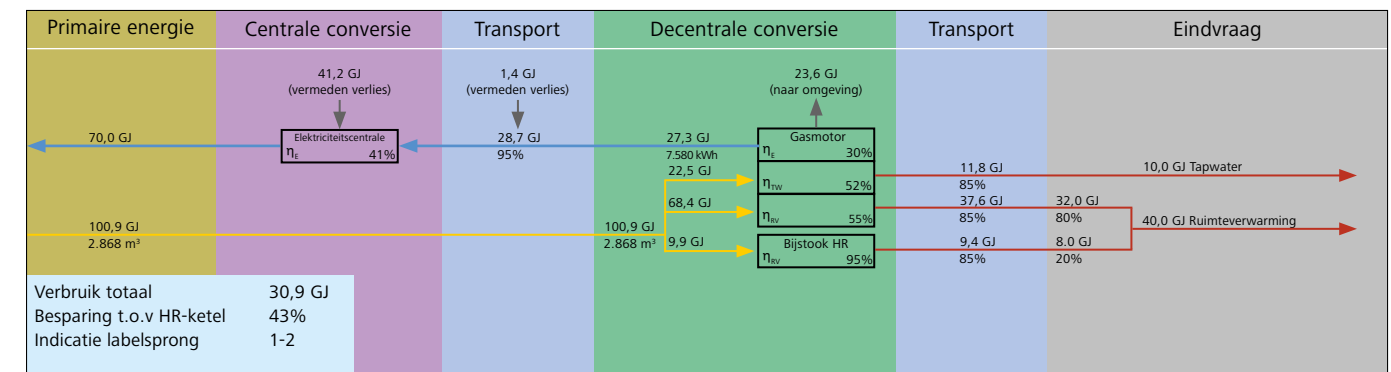 Primaire energie
Centrale conversie
Transport
Decentrale conversie
Transport
Eindvraag
41,2 GJ
(vermeden verlies)
1,4 GJ
(vermeden verlies)
23,6 GJ
(naar omgeving)
70,0 GJ
Elektriciteitscentrale
ηE 41%
28,7 GJ
95%
27,3 GJ
7.580 kWh
Gasmotor
ηE 30%
22,5 GJ
ηTW 52%
11,8 GJ
85%
10,0 GJ Tapwater
68,4 GJ
ηRV 55%
37,6 GJ
85%
32,0 GJ
80%
40,0 GJ Ruimteverwarming
100,9 GJ
2.868 m³
100,9 GJ
2.868 m³
9,9 GJ
Bijstook HR
ηRV 95%
9,4 GJ
85%
8.0 GJ
20%
Verbruik totaal 30,9 GJ
Besparing t.o.v HR-ketel 43%
Indicatie labelsprong 1-2